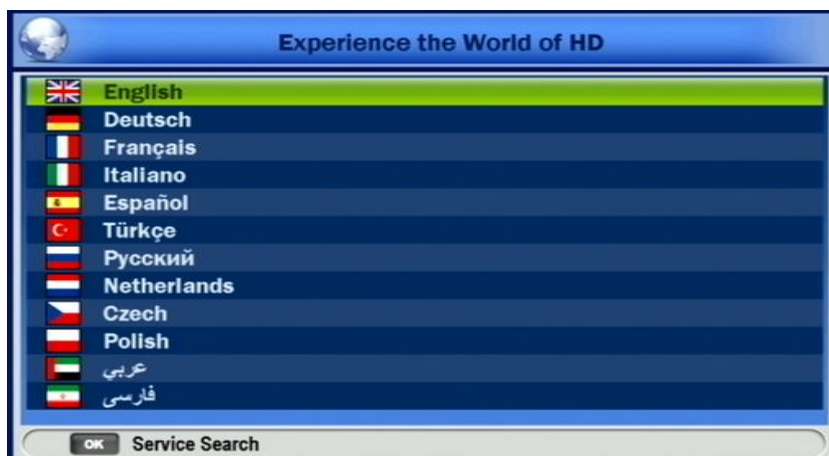 Experience the World of HD
English
Deutsch
Français
Italiano
Español
Türkçe
Русский
Netherlands
Czech
Polish
عربي
فارسى
OK Service Search